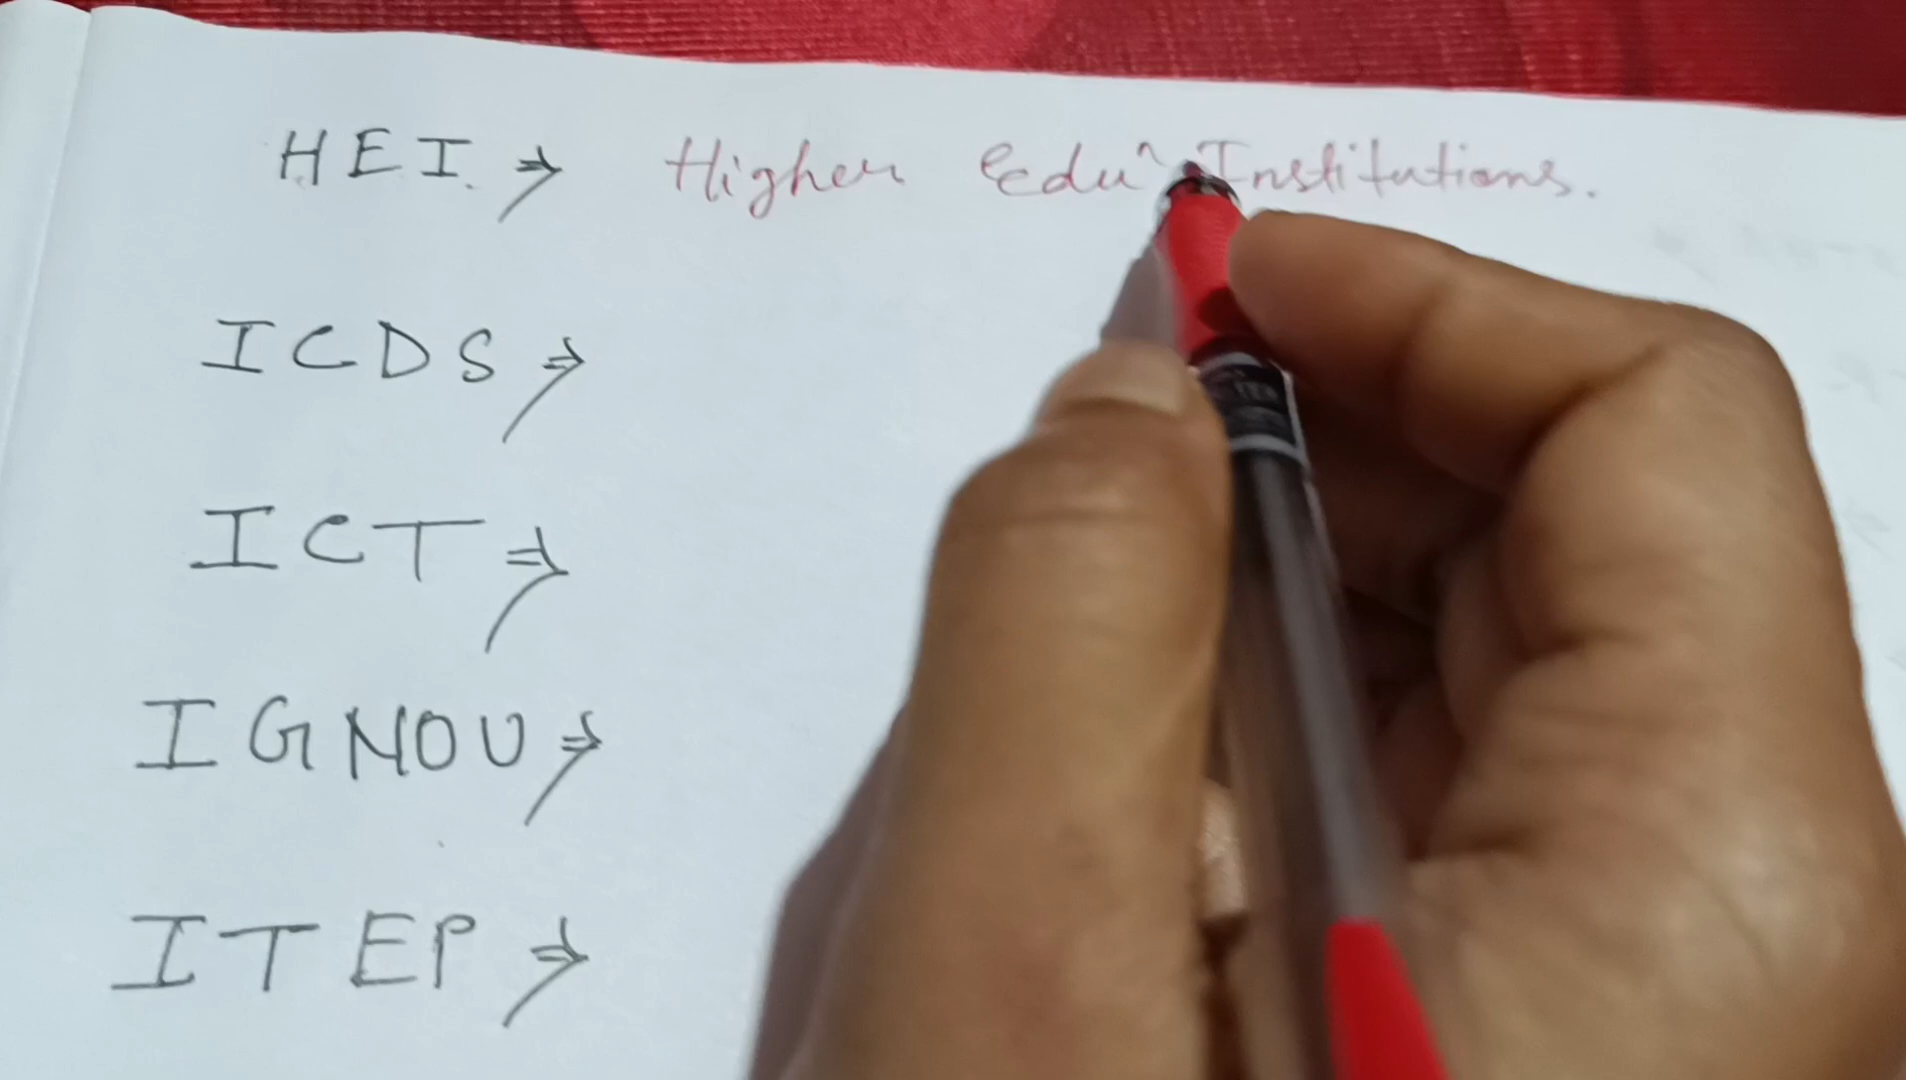 HEI ⇒ Higher Edu^ Institutions.
ICDS ⇒
ICT ⇒
IGNOU ⇒
ITEP ⇒